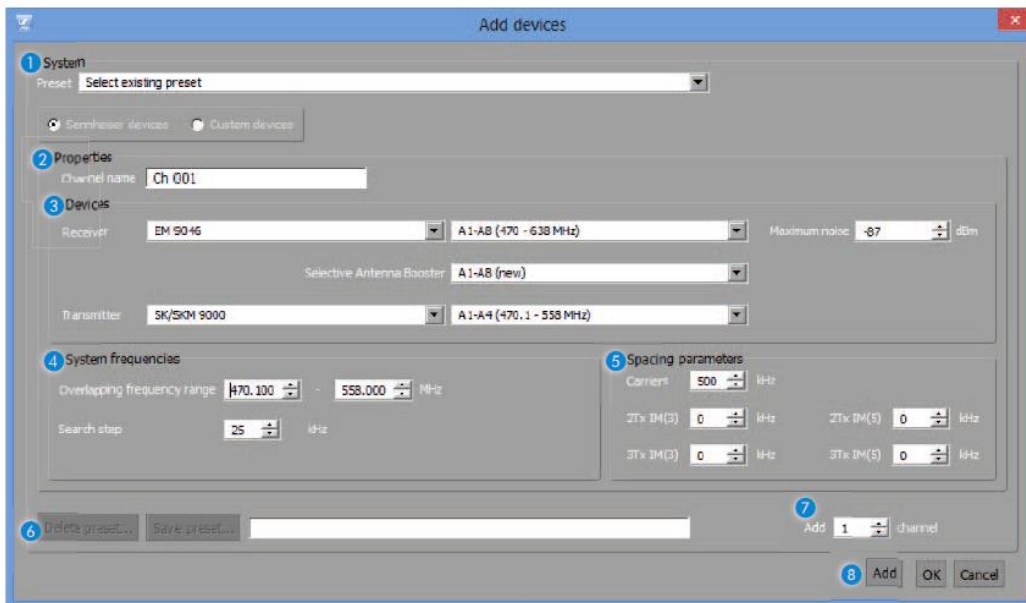 Add devices
1 System
Preset Select existing preset
Sennheiser devices Custom devices
2 Properties
Channel name Ch 001
3 Devices
Receiver EM 9046 A1-A8 (470 - 638 MHz) Maximum noise -87 dBm
Selective Antenna Booster A1-A8 (new)
Transmitter SK/SKM 9000 A1-A4 (470.1 - 558 MHz)
4 System frequencies
Overlapping frequency range 470.100 - 558.000 MHz
Search step 25 kHz
5 Spacing parameters
Carriers 500 kHz
2Tx IM(3) 0 kHz 2Tx IM(5) 0 kHz
3Tx IM(3) 0 kHz 3Tx IM(5) 0 kHz
6 Delete preset... Save preset...
7
Add 1 channel
8 Add OK Cancel